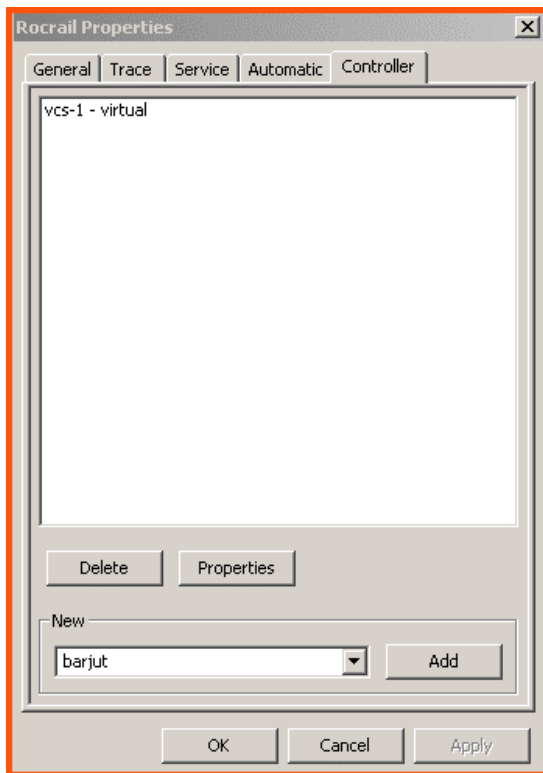 Rocrail Properties
General Trace Service Automatic Controller
vcs-1 - virtual
Delete Properties
New
barjut Add
OK Cancel Apply